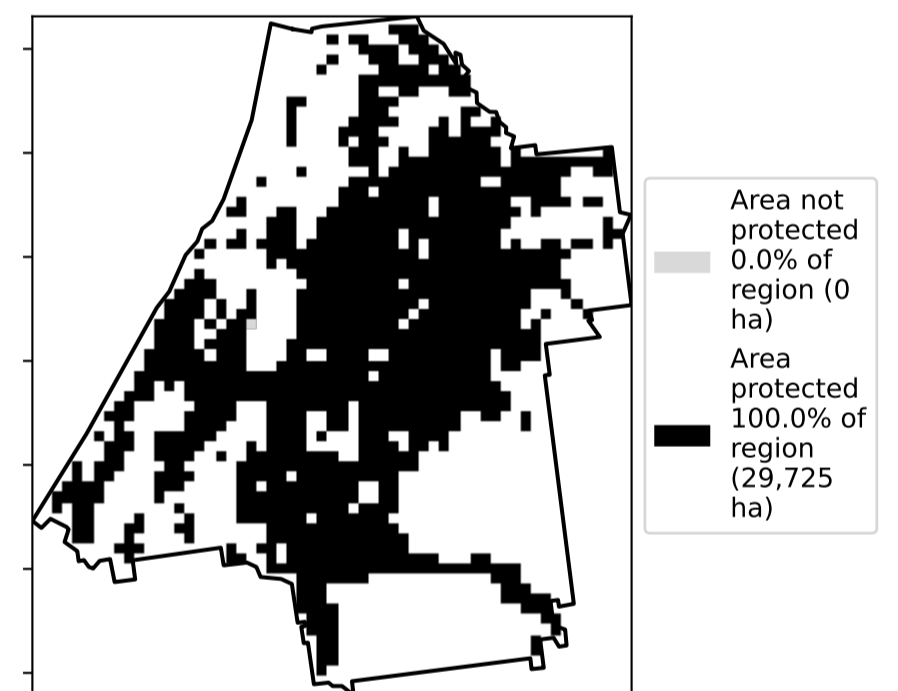 Area not
protected
0.0% of
region (0
ha)
Area
protected
100.0% of
region
(29,725
ha)